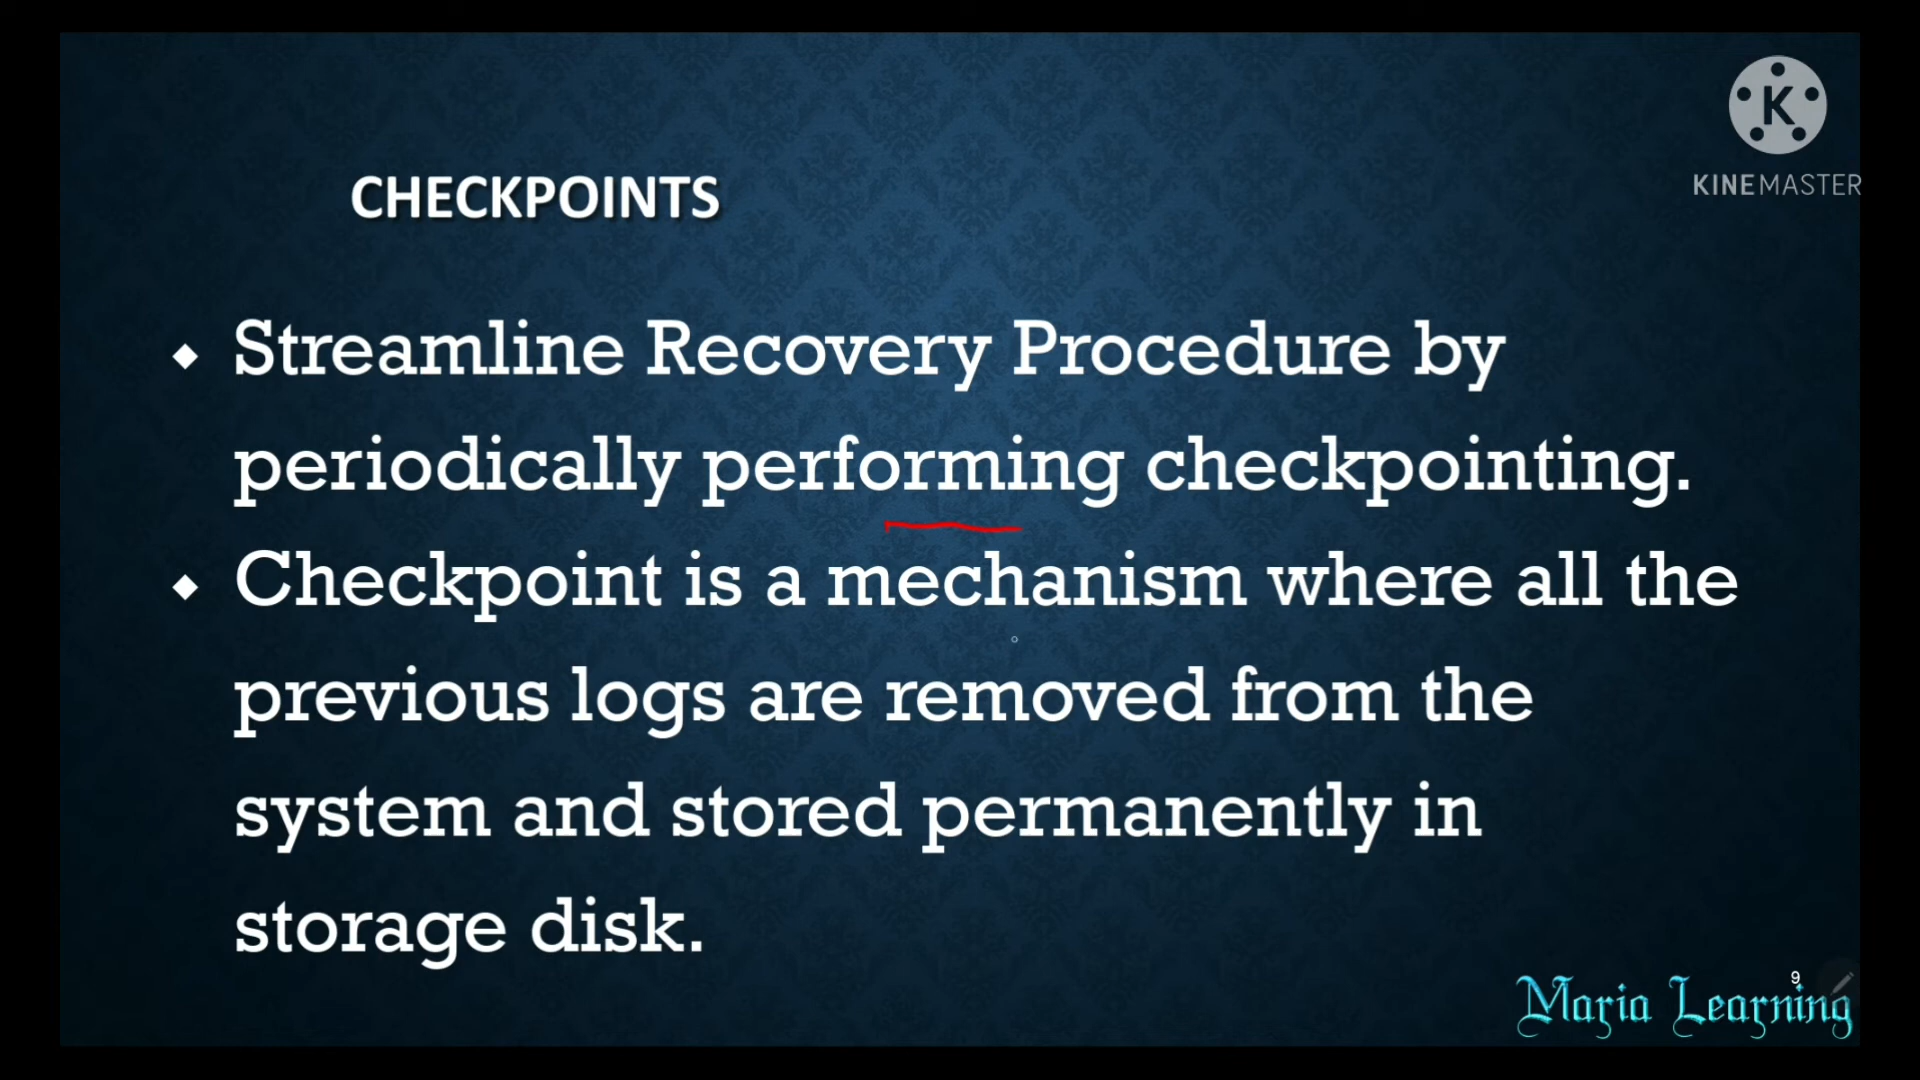 K
KINEMASTER
CHECKPOINTS
Streamline Recovery Procedure by
periodically performing checkpointing.
Checkpoint is a mechanism where all the
previous logs are removed from the
system and stored permanently in
storage disk.
9
Maria Learning